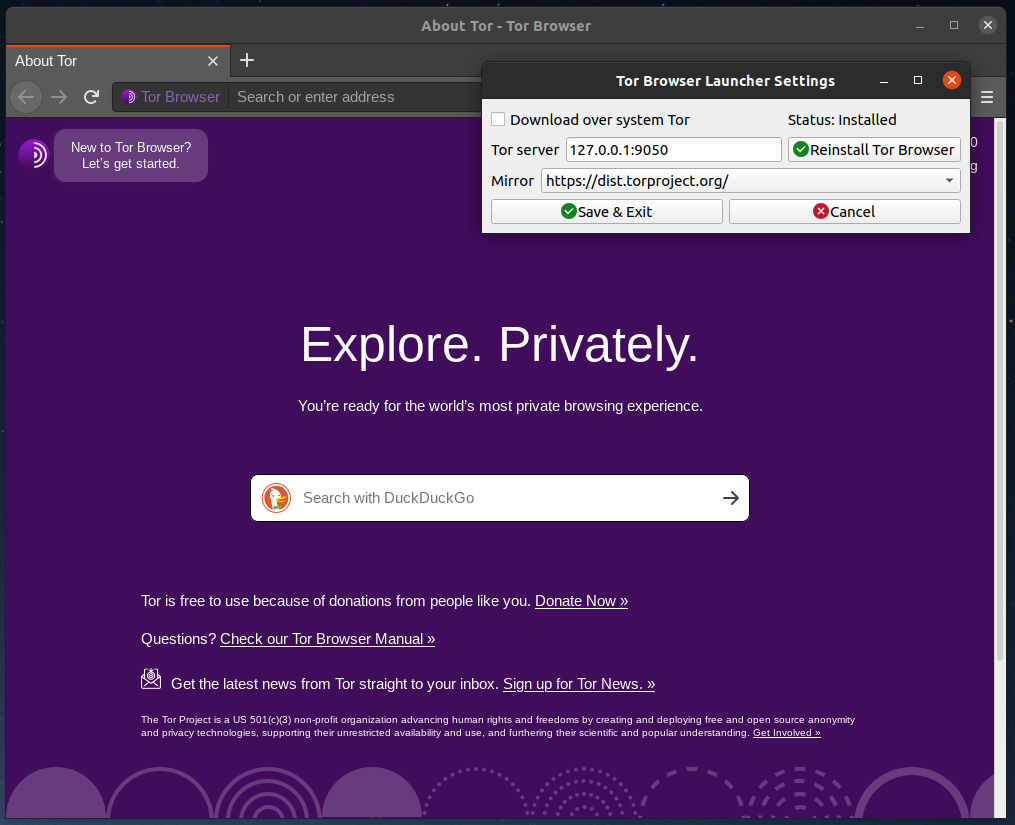 About Tor - Tor Browser
About Tor
Tor Browser
Search or enter address
Tor Browser Launcher Settings
Download over system Tor
Status: Installed
Tor server
127.0.0.1:9050
Reinstall Tor Browser
Mirror
https://dist.torproject.org/
Save & Exit
Cancel
New to Tor Browser?
Let's get started.
0
g
Explore. Privately.
You're ready for the world's most private browsing experience.
Search with DuckDuckGo
Tor is free to use because of donations from people like you. Donate Now »
Questions? Check our Tor Browser Manual »
Get the latest news from Tor straight to your inbox. Sign up for Tor News. »
The Tor Project is a US 501(c)(3) non-profit organization advancing human rights and freedoms by creating and deploying free and open source anonymity
and privacy technologies, supporting their unrestricted availability and use, and furthering their scientific and popular understanding. Get Involved »